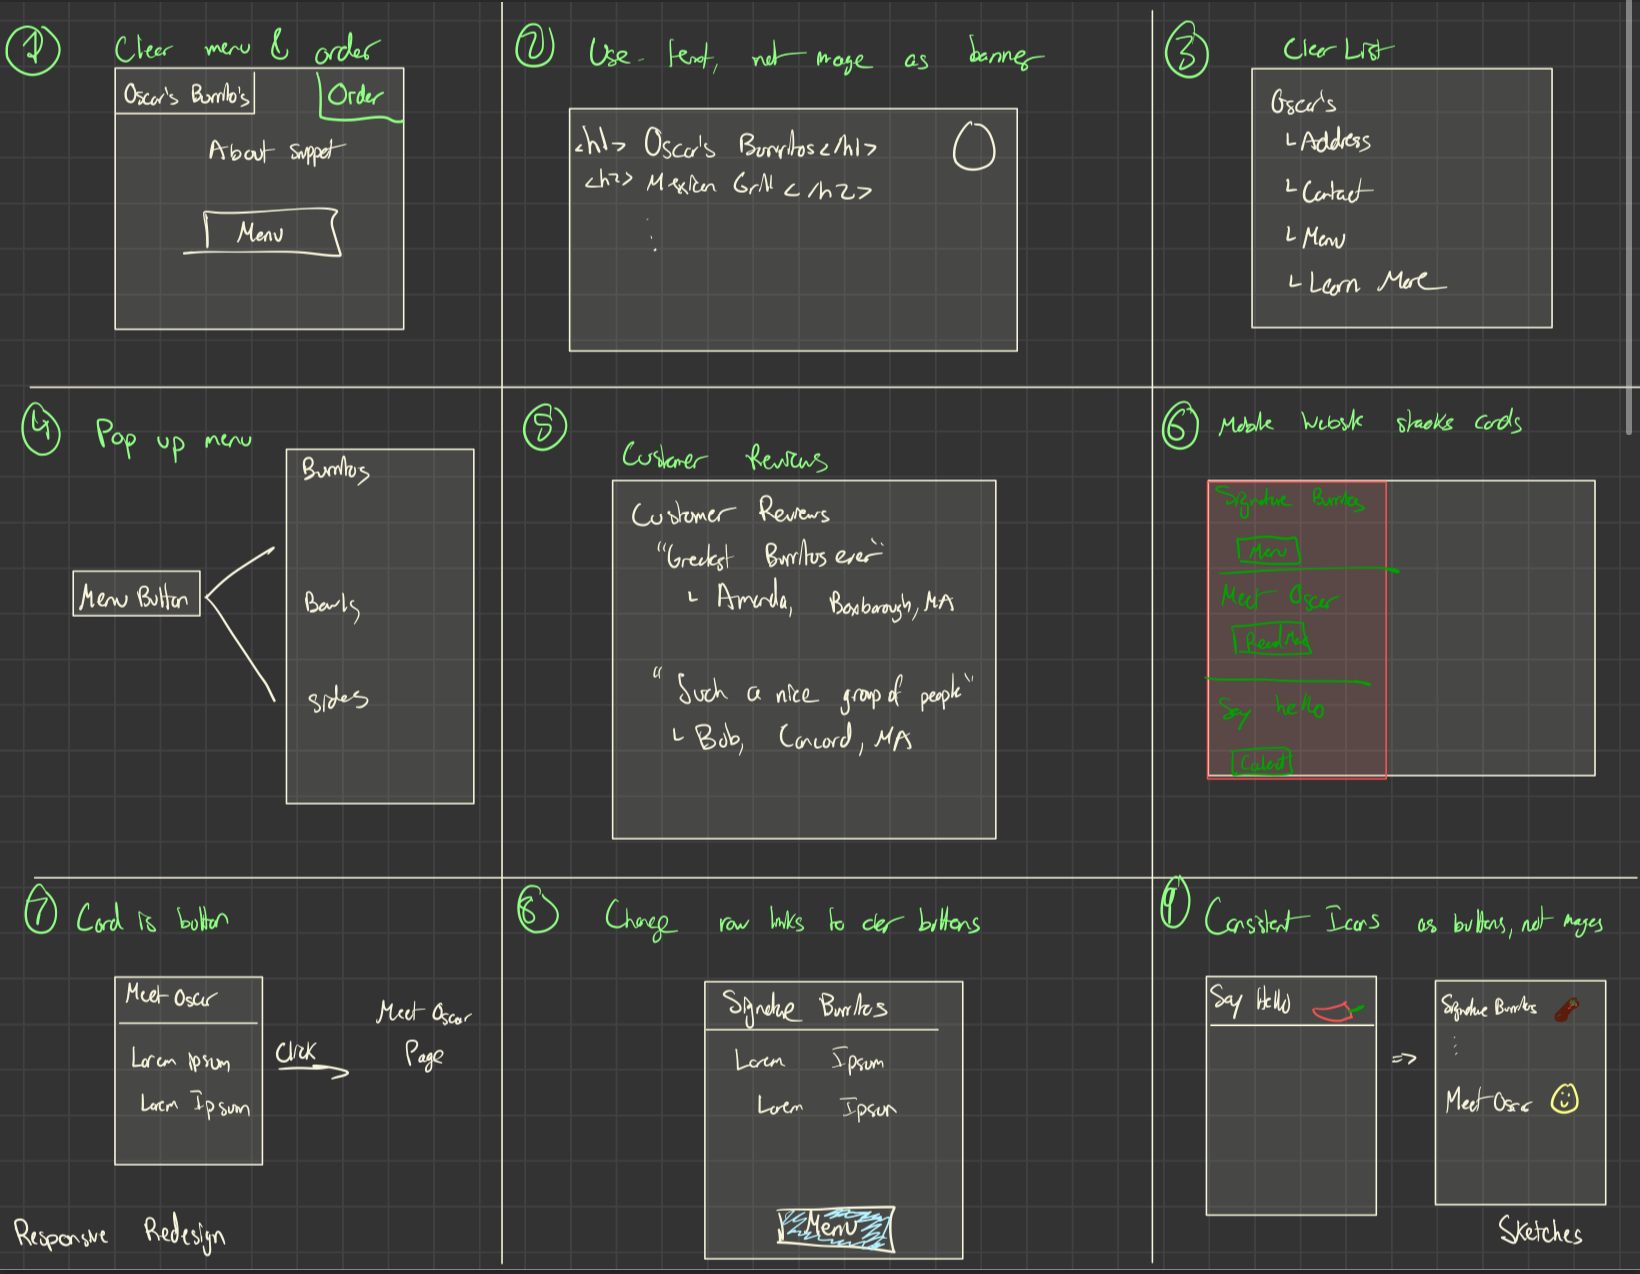 1 Clear menu & order
Oscar's Burrito's
Order
About snippet
Menu
2 Use text, not image as banner
<h1> Oscar's Burritos</h1>
<h2> Mexican Grill </h2>
3 Clear List
Oscar's
Address
Contact
Menu
Learn More
4 Pop up menu
Menu Button
Burritos
Bowls
Sides
5
Customer Reviews
Customer Reviews
"Greatest Burritos ever"
Amanda, Boxborough, MA
"Such a nice group of people"
Bob, Concord, MA
6 Mobile Website stacks cards
Signature Burritos
Menu
Meet Oscar
Read More
Say hello
Contact
7 Card is button
Meet Oscar
Lorem Ipsum
Lorem Ipsum
Click
Meet Oscar
Page
8 Change raw links to clear buttons
Signature Burritos
Lorem Ipsum
Lorem Ipsum
Menu
9 Consistent Icons as buttons, not images
Say Hello
=>
Signature Burritos
Meet Oscar
Responsive Redesign
Sketches